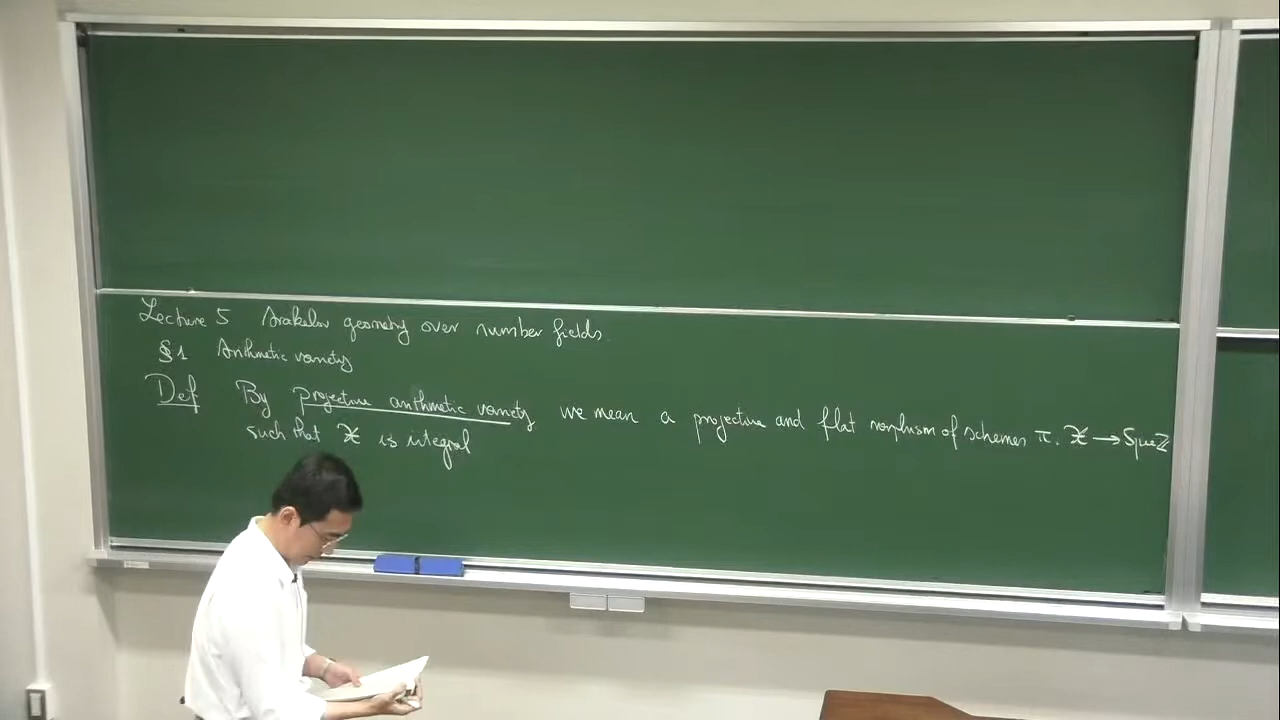 Lecture 5 Arakelov geometry over number fields.
§1 Arithmetic variety
Def By projective arithmetic variety we mean a projective and flat morphism of schemes π: 𝒳 → Spec ℤ
such that 𝒳 is integral